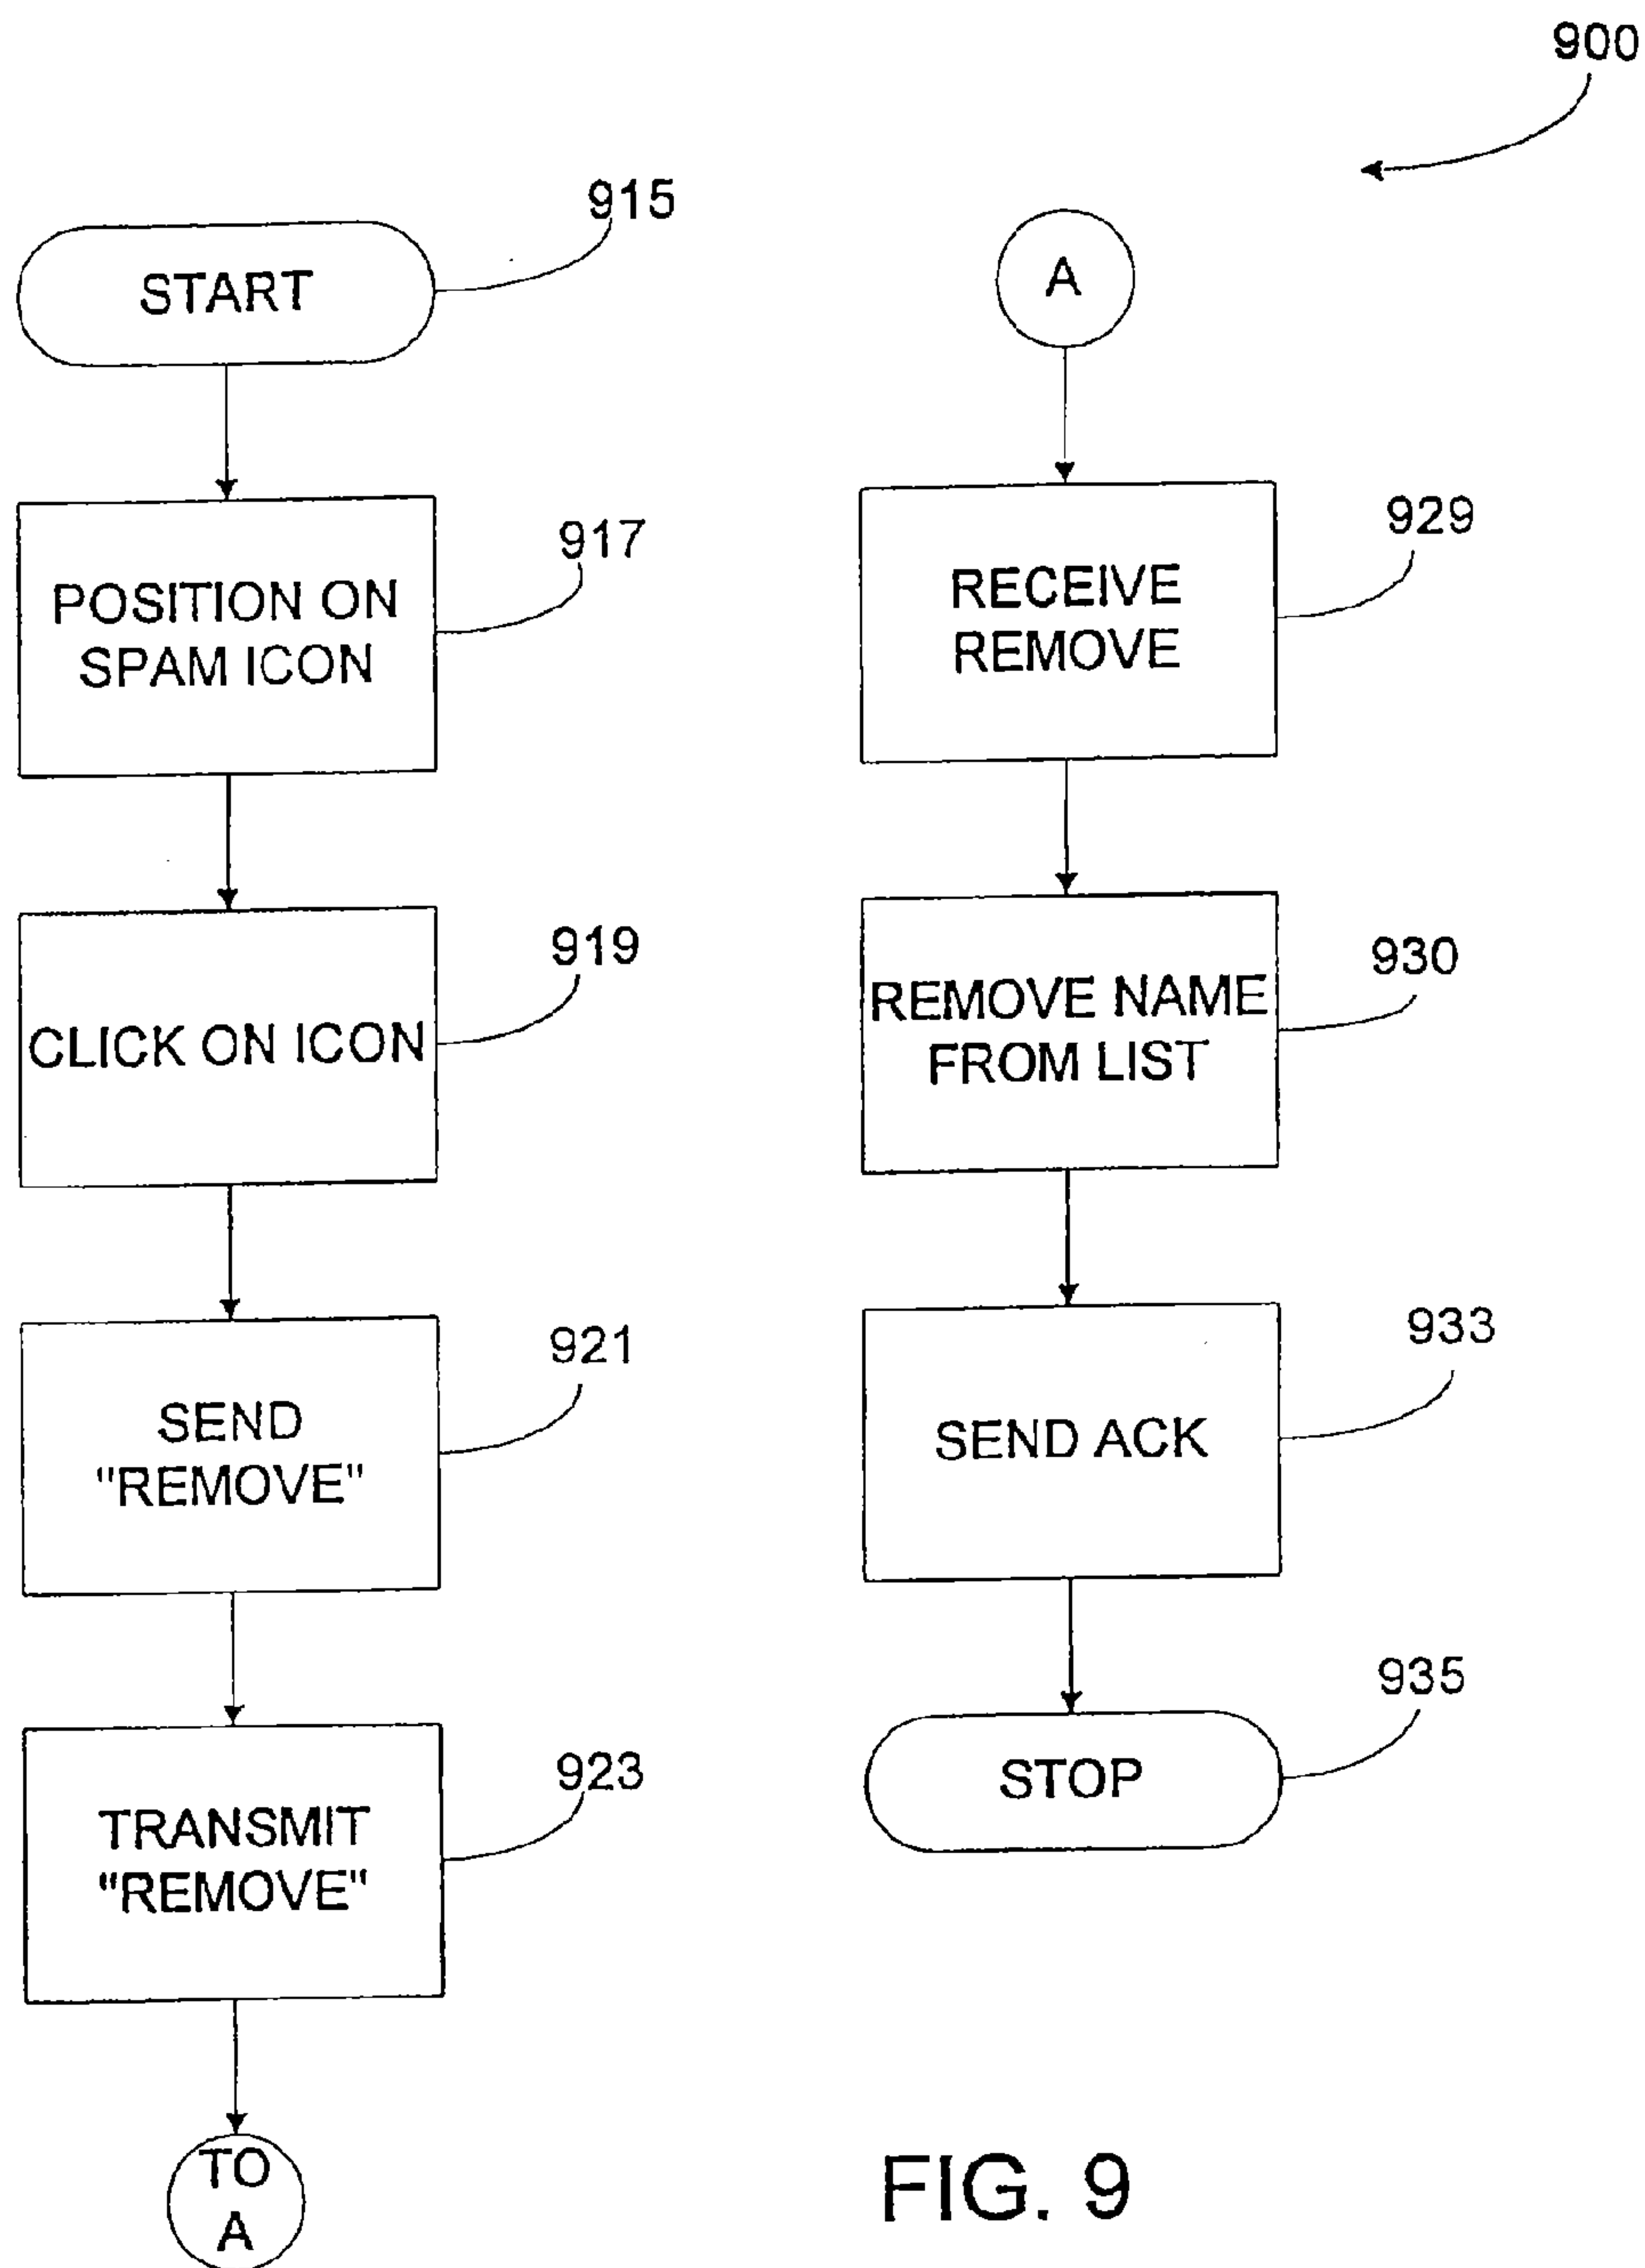 900
915
START
917
POSITION ON
SPAM ICON
919
CLICK ON ICON
921
SEND
"REMOVE"
923
TRANSMIT
"REMOVE"
TO
A
A
929
RECEIVE
REMOVE
930
REMOVE NAME
FROM LIST
933
SEND ACK
935
STOP
FIG. 9